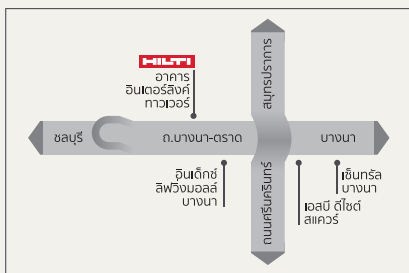 HILTI
อาคาร
อินเตอร์ลิงค์
ทาวเวอร์
สมุทรปราการ
ชลบุรี
ถ.บางนา-ตราด
บางนา
อินเด็กซ์
ลิฟวิ่งมอลล์
บางนา
ถนนศรีนครินทร์
เอสบี ดีไซต์
สแควร์
เซ็นทรัล
บางนา